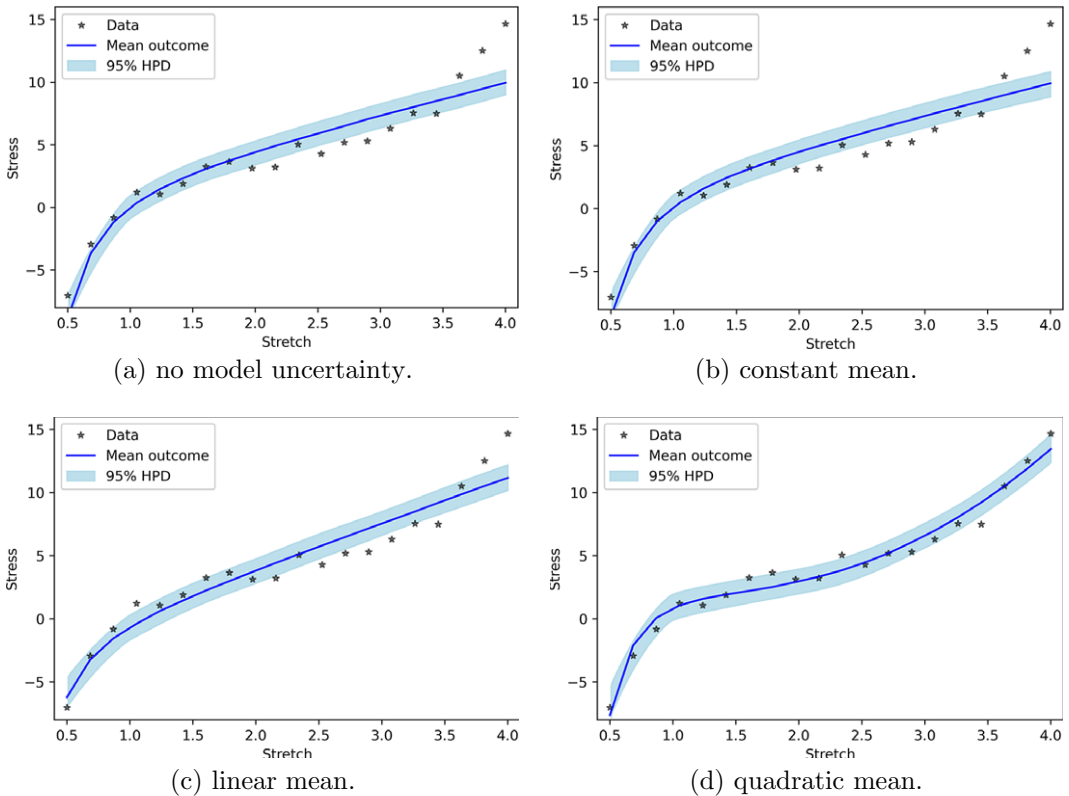 15
10
5
0
−5
Stress
Data
Mean outcome
95% HPD
0.5 1.0 1.5 2.0 2.5 3.0 3.5 4.0
Stretch
(a) no model uncertainty.
15
10
5
0
−5
Stress
Data
Mean outcome
95% HPD
0.5 1.0 1.5 2.0 2.5 3.0 3.5 4.0
Stretch
(b) constant mean.
15
10
5
0
−5
Stress
Data
Mean outcome
95% HPD
0.5 1.0 1.5 2.0 2.5 3.0 3.5 4.0
Stretch
(c) linear mean.
15
10
5
0
−5
Stress
Data
Mean outcome
95% HPD
0.5 1.0 1.5 2.0 2.5 3.0 3.5 4.0
Stretch
(d) quadratic mean.